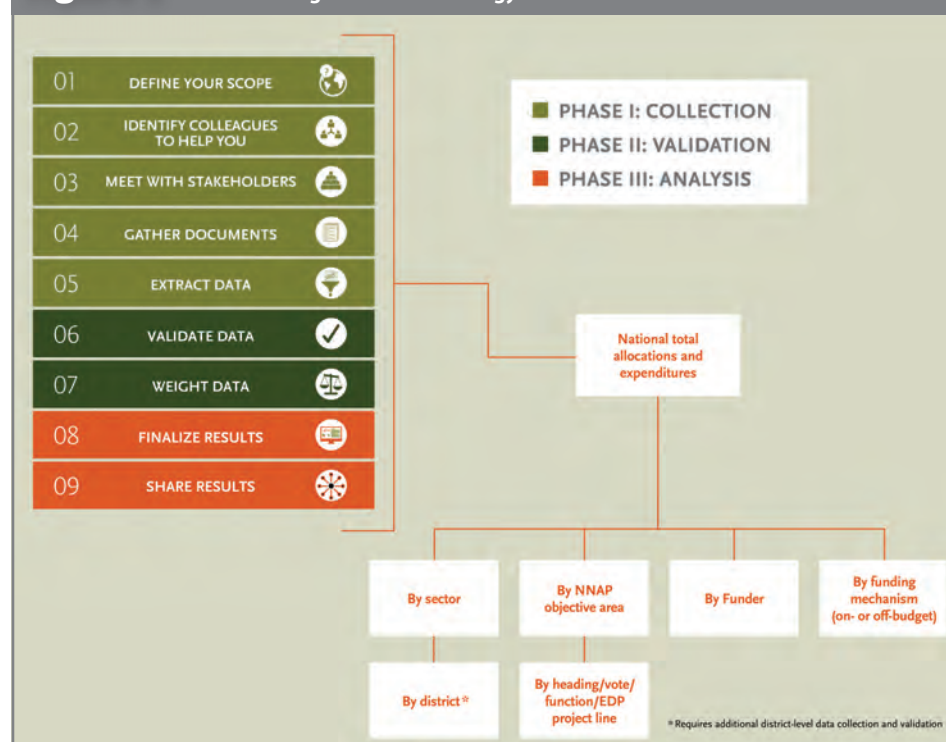 01 DEFINE YOUR SCOPE
02 IDENTIFY COLLEAGUES
TO HELP YOU
03 MEET WITH STAKEHOLDERS
04 GATHER DOCUMENTS
05 EXTRACT DATA
06 VALIDATE DATA
07 WEIGHT DATA
08 FINALIZE RESULTS
09 SHARE RESULTS
PHASE I: COLLECTION
PHASE II: VALIDATION
PHASE III: ANALYSIS
National total
allocations and
expenditures
By sector
By NNAP
objective area
By Funder
By funding
mechanism
(on- or off-budget)
By district*
By heading/vote/
function/EDP
project line
*Requires additional district-level data collection and validation